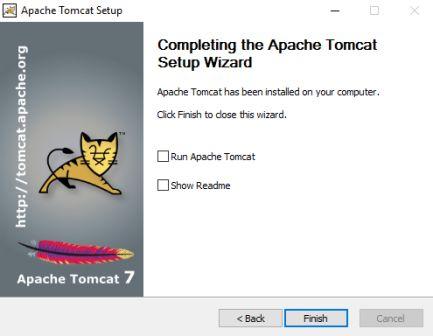 Apache Tomcat Setup
Completing the Apache Tomcat
Setup Wizard
Apache Tomcat has been installed on your computer.
Click Finish to close this wizard.
Run Apache Tomcat
Show Readme
http://tomcat.apache.org
TM
Apache Tomcat 7
< Back
Finish
Cancel